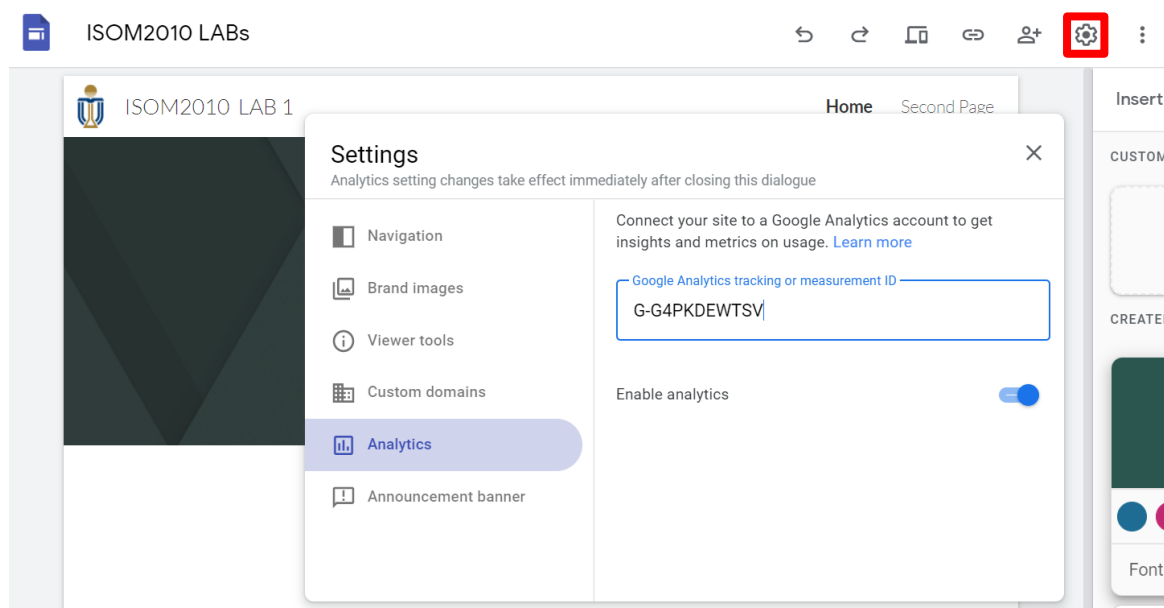 ISOM2010 LABs
ISOM2010 LAB 1
Home Second Page
Insert
Settings
Analytics setting changes take effect immediately after closing this dialogue
Navigation
Brand images
Viewer tools
Custom domains
Analytics
Announcement banner
Connect your site to a Google Analytics account to get
insights and metrics on usage. Learn more
Google Analytics tracking or measurement ID
G-G4PKDEWTSV
Enable analytics
CUSTOM
CREATE
Font